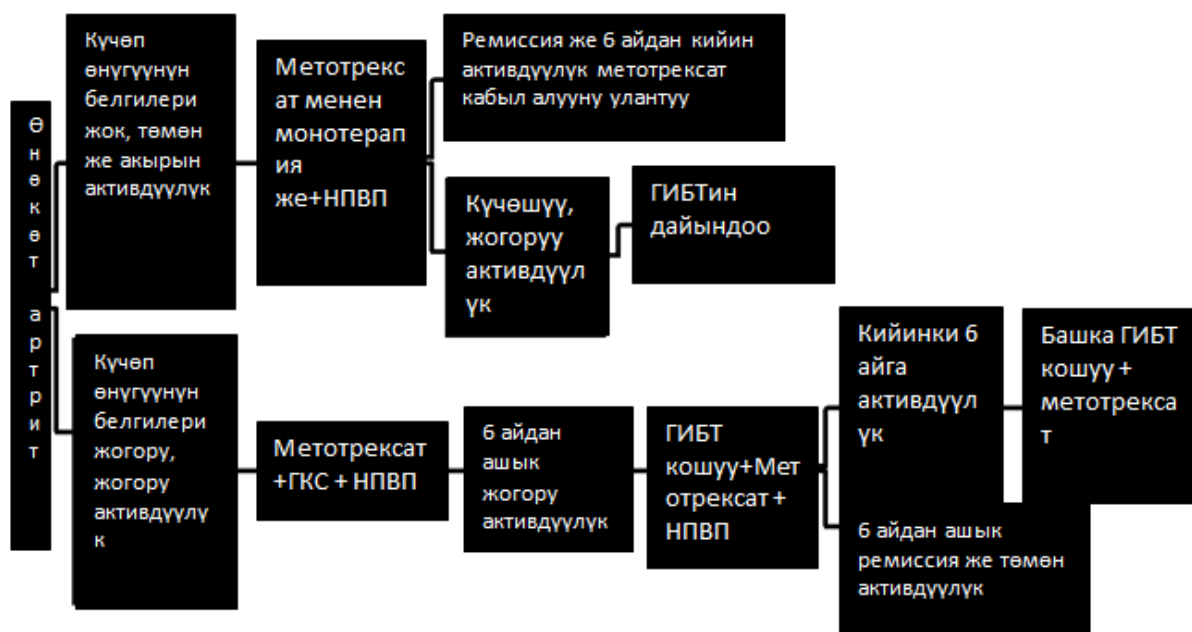 Өнөкөт артрит
Күчөп
өнүгүүнүн
белгилери
жок, төмөн
же акырын
активдүүлүк
Метотрекс
ат менен
монотерап
ия
же+НПВП
Ремиссия же 6 айдан кийин
активдүүлүк метотрексат
кабыл алууну улантуу
Күчөшүү,
жогоруу
активдүүл
үк
ГИБТин
дайындоо
Күчөп
өнүгүүнүн
белгилери
жогору,
жогору
активдүүлү
к
Метотрексат
+ГКС + НПВП
6 айдан
ашык
жогору
активдүүлүк
ГИБТ
кошуу+Мет
отрексат +
НПВП
Кийинки 6
айга
активдүүл
үк
Башка ГИБТ
кошуу +
метотрекса
т
6 айдан ашык
ремиссия же төмөн
активдүүлүк